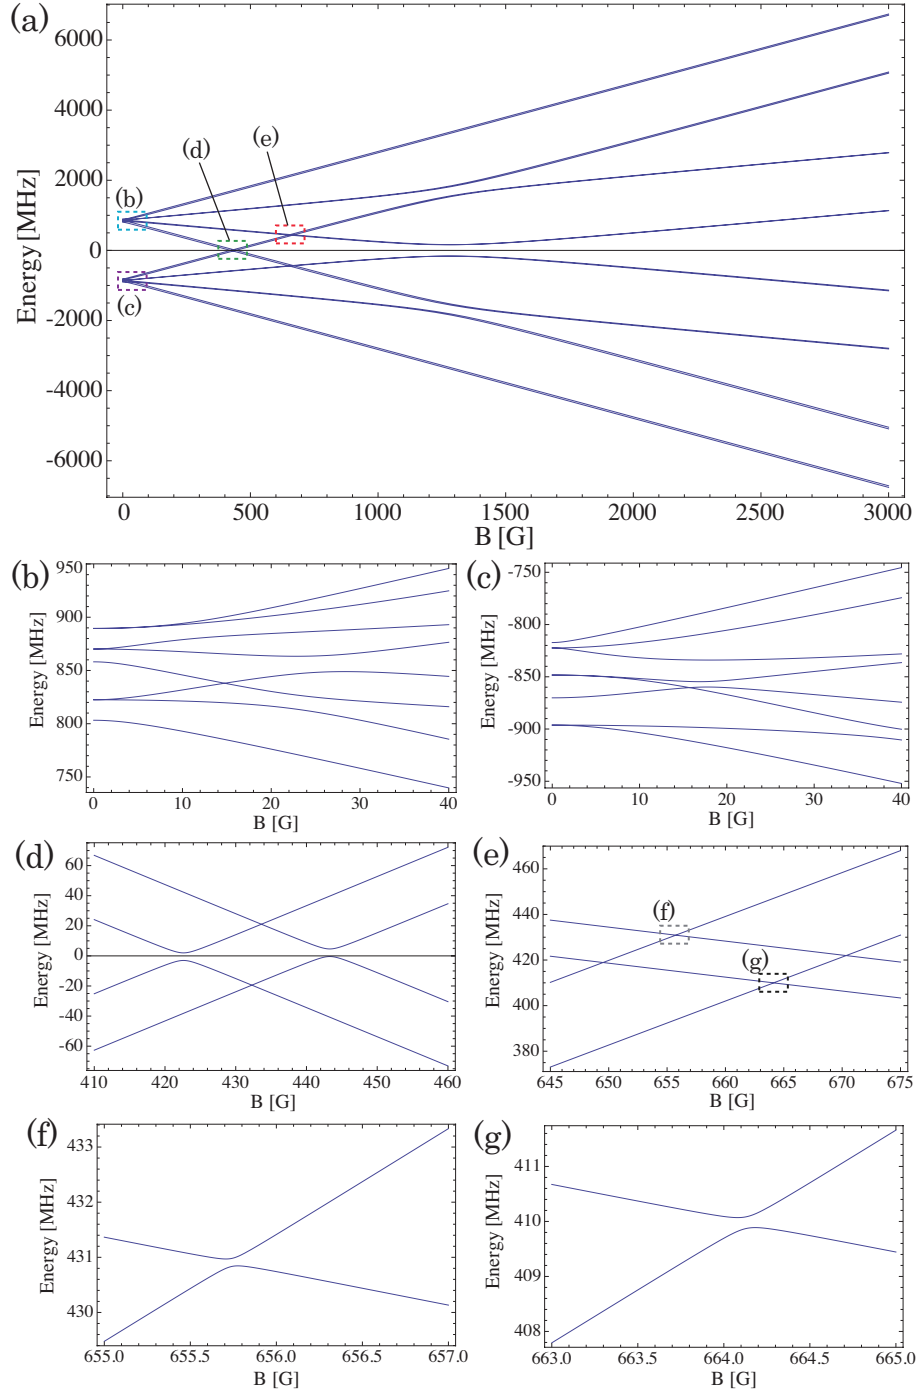 (a)
6000
4000
2000
0
-2000
-4000
-6000
Energy [MHz]
(b)
(c)
(d)
(e)
0 500 1000 1500 2000 2500 3000
B [G]
(b)
950
900
850
800
750
Energy [MHz]
0 10 20 30 40
B [G]
(c)
-750
-800
-850
-900
-950
Energy [MHz]
0 10 20 30 40
B [G]
(d)
60
40
20
0
-20
-40
-60
Energy [MHz]
410 420 430 440 450 460
B [G]
(e)
460
440
420
400
380
Energy [MHz]
(f)
(g)
645 650 655 660 665 670 675
B [G]
(f)
433
432
431
430
Energy [MHz]
655.0 655.5 656.0 656.5 657.0
B [G]
(g)
411
410
409
408
Energy [MHz]
663.0 663.5 664.0 664.5 665.0
B [G]